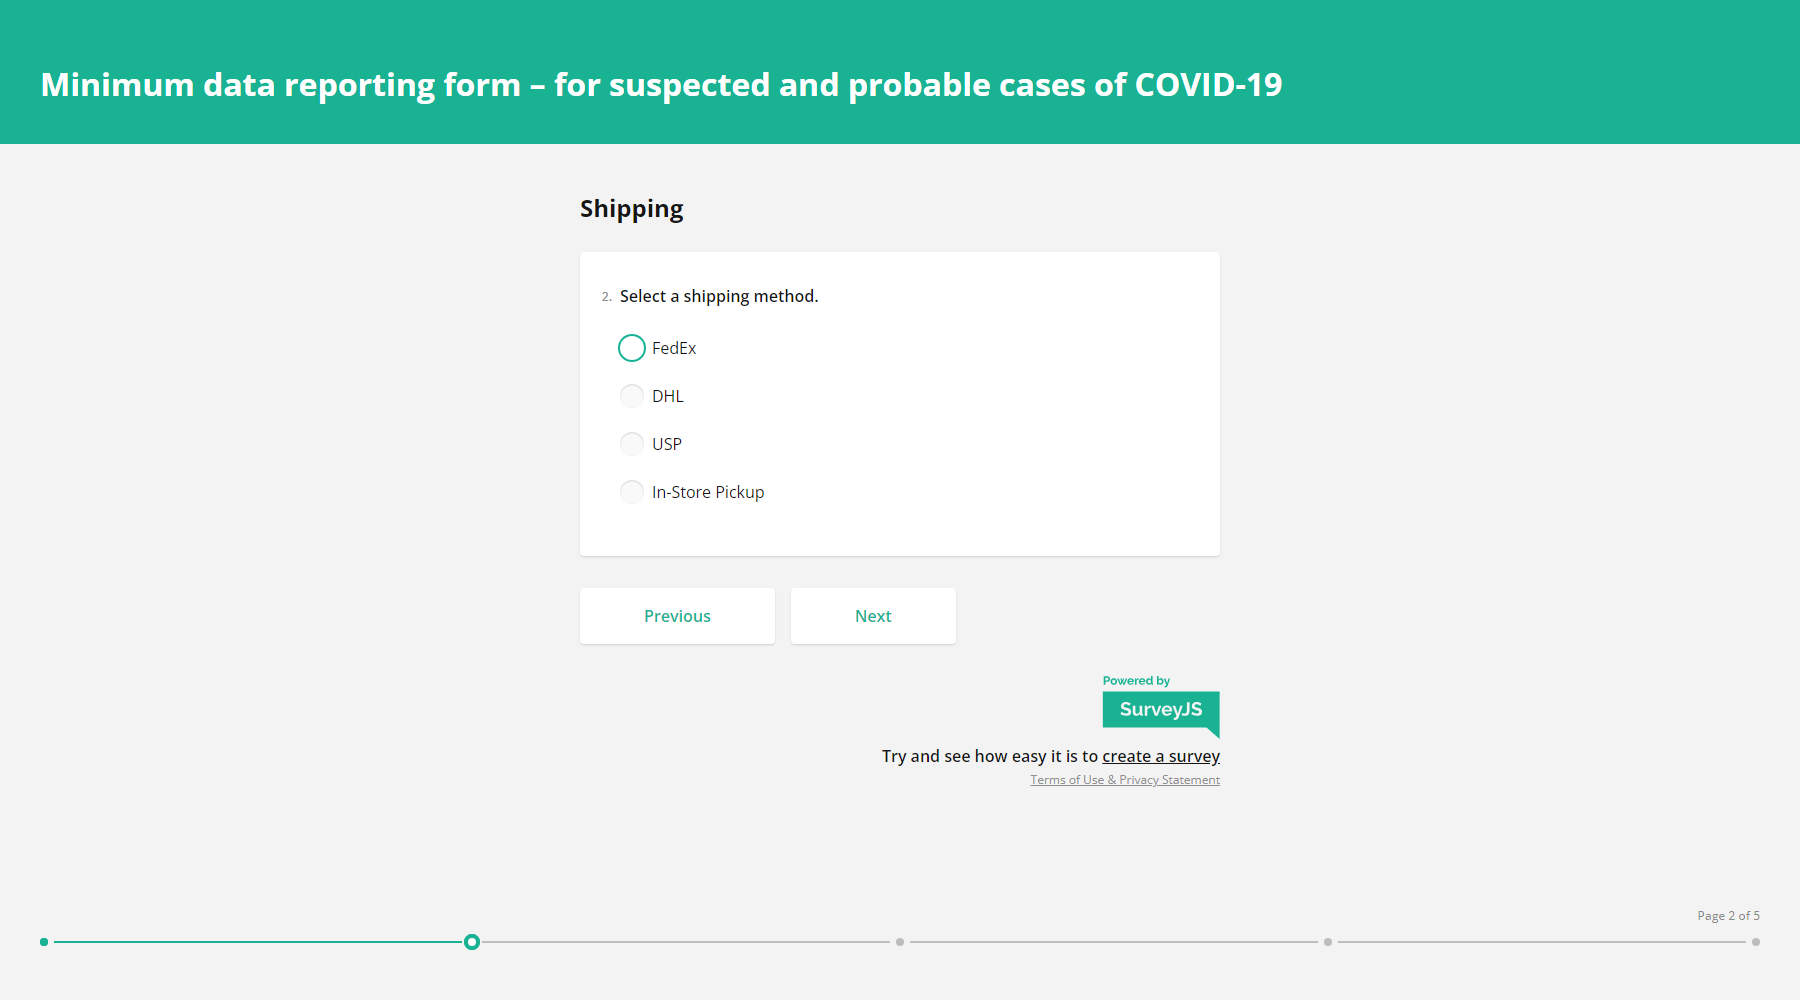 Minimum data reporting form – for suspected and probable cases of COVID-19
Shipping
2. Select a shipping method.
FedEx
DHL
USP
In-Store Pickup
Previous
Next
Powered by
SurveyJS
Try and see how easy it is to create a survey
Terms of Use & Privacy Statement
Page 2 of 5